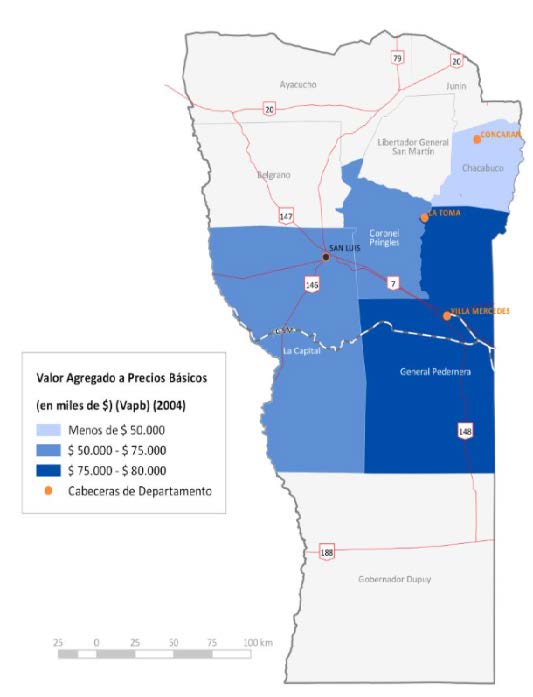 79
20
Ayacucho
Junin
20
CONCARAN
Libertador General
San Martín
Chacabuco
Belgrano
147
LA TOMA
Coronel
Pringles
SAN LUIS
146
7
VILLA MERCEDES
La Capital
General Pedernera
148
Valor Agregado a Precios Básicos
(en miles de $) (Vapb) (2004)
Menos de $ 50.000
$ 50.000 - $ 75.000
$ 75.000 - $ 80.000
Cabeceras de Departamento
188
Gobernador Dupuy
25 0 25 50 75 100 km